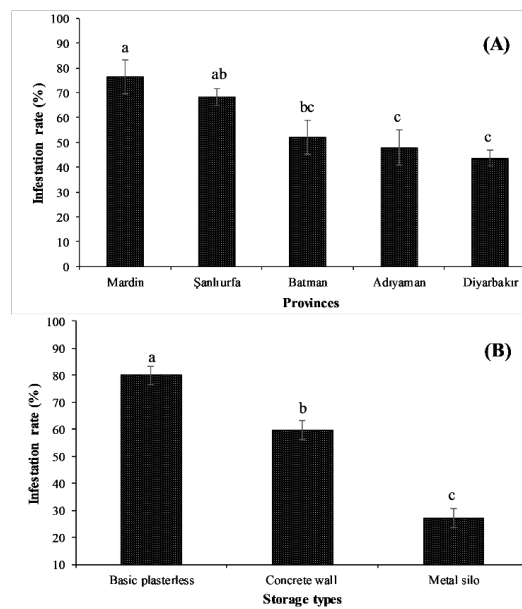 (A)
Infestation rate (%)
100
90
80
70
60
50
40
30
20
10
0
a
ab
bc
c
c
Mardin
Şanlıurfa
Batman
Adıyaman
Diyarbakır
Provinces
(B)
Infestation rate (%)
100
90
80
70
60
50
40
30
20
10
a
b
c
Basic plasterless
Concrete wall
Metal silo
Storage types